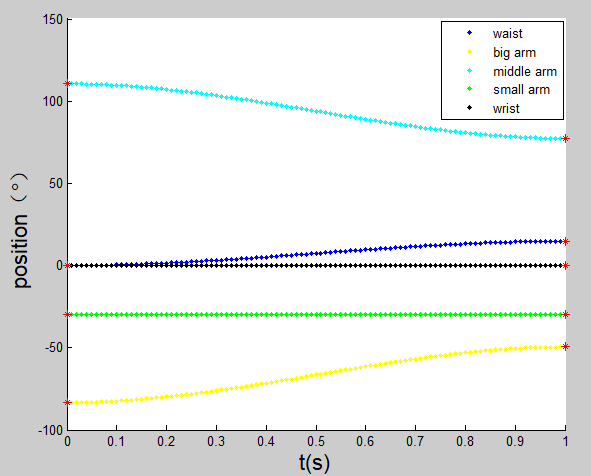 150
100
50
0
-50
-100
position（°）
waist
big arm
middle arm
small arm
wrist
0 0.1 0.2 0.3 0.4 0.5 0.6 0.7 0.8 0.9 1
t(s)